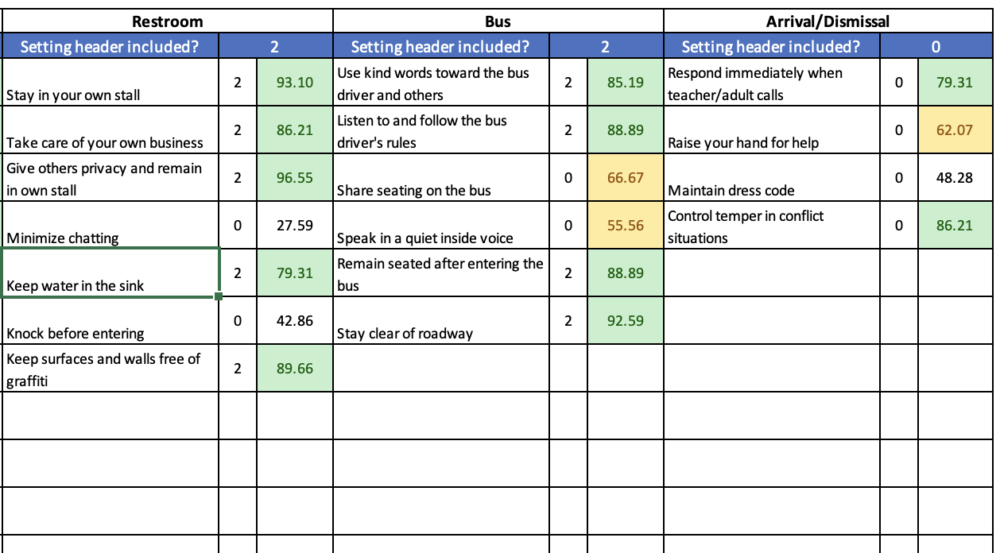 Restroom Bus Arrival/Dismissal
Setting header included? 2 Setting header included? 2 Setting header included? 0
Stay in your own stall 2 93.10 Use kind words toward the bus driver and others 2 85.19 Respond immediately when teacher/adult calls 0 79.31
Take care of your own business 2 86.21 Listen to and follow the bus driver's rules 2 88.89 Raise your hand for help 0 62.07
Give others privacy and remain in own stall 2 96.55 Share seating on the bus 0 66.67 Maintain dress code 0 48.28
Minimize chatting 0 27.59 Speak in a quiet inside voice 0 55.56 Control temper in conflict situations 0 86.21
Keep water in the sink 2 79.31 Remain seated after entering the bus 2 88.89
Knock before entering 0 42.86 Stay clear of roadway 2 92.59
Keep surfaces and walls free of graffiti 2 89.66